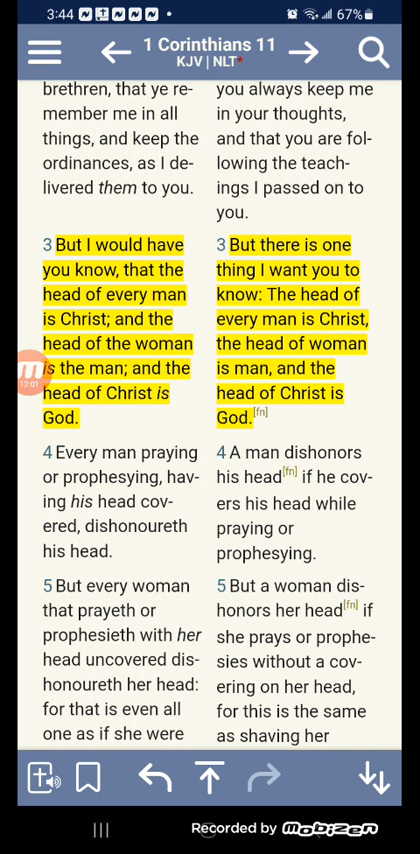 3:44
67%
1 Corinthians 11
KJV | NLT*
brethren, that ye re-
member me in all
things, and keep the
ordinances, as I de-
livered them to you.
3 But I would have
you know, that the
head of every man
is Christ; and the
head of the woman
is the man; and the
head of Christ is
God.
4 Every man praying
or prophesying, hav-
ing his head cov-
ered, dishonoureth
his head.
5 But every woman
that prayeth or
prophesieth with her
head uncovered dis-
honoureth her head:
for that is even all
one as if she were
you always keep me
in your thoughts,
and that you are fol-
lowing the teach-
ings I passed on to
you.
3 But there is one
thing I want you to
know: The head of
every man is Christ,
the head of woman
is man, and the
head of Christ is
God.[fn]
4 A man dishonors
his head[fn] if he cov-
ers his head while
praying or
prophesying.
5 But a woman dis-
honors her head[fn] if
she prays or prophe-
sies without a cov-
ering on her head,
for this is the same
as shaving her
12:01
Recorded by mobizen